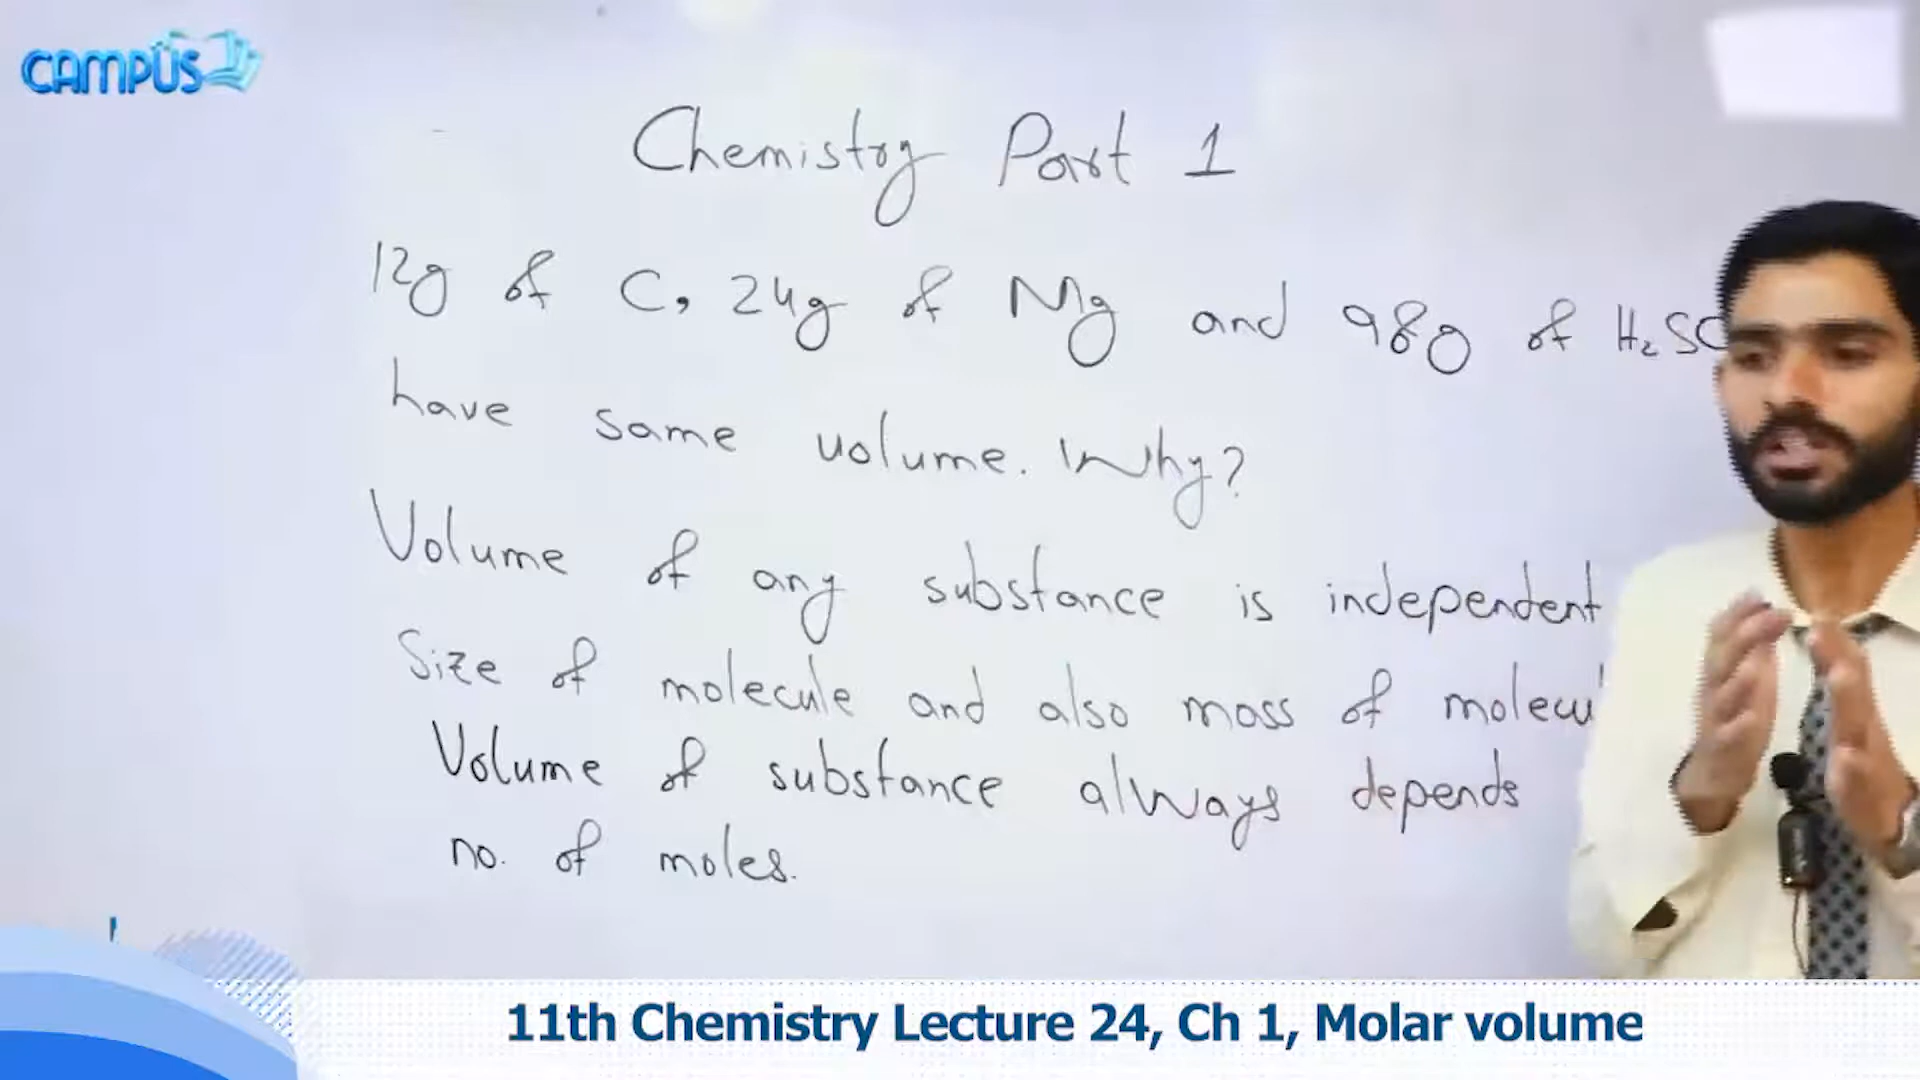 CAMPUS
Chemistry Part 1
12g of C, 24g of Mg and 98g of H₂SO
have same volume. Why?
Volume of any substance is independent
Size of molecule and also mass of molecul
Volume of substance always depends
no. of moles.
11th Chemistry Lecture 24, Ch 1, Molar volume